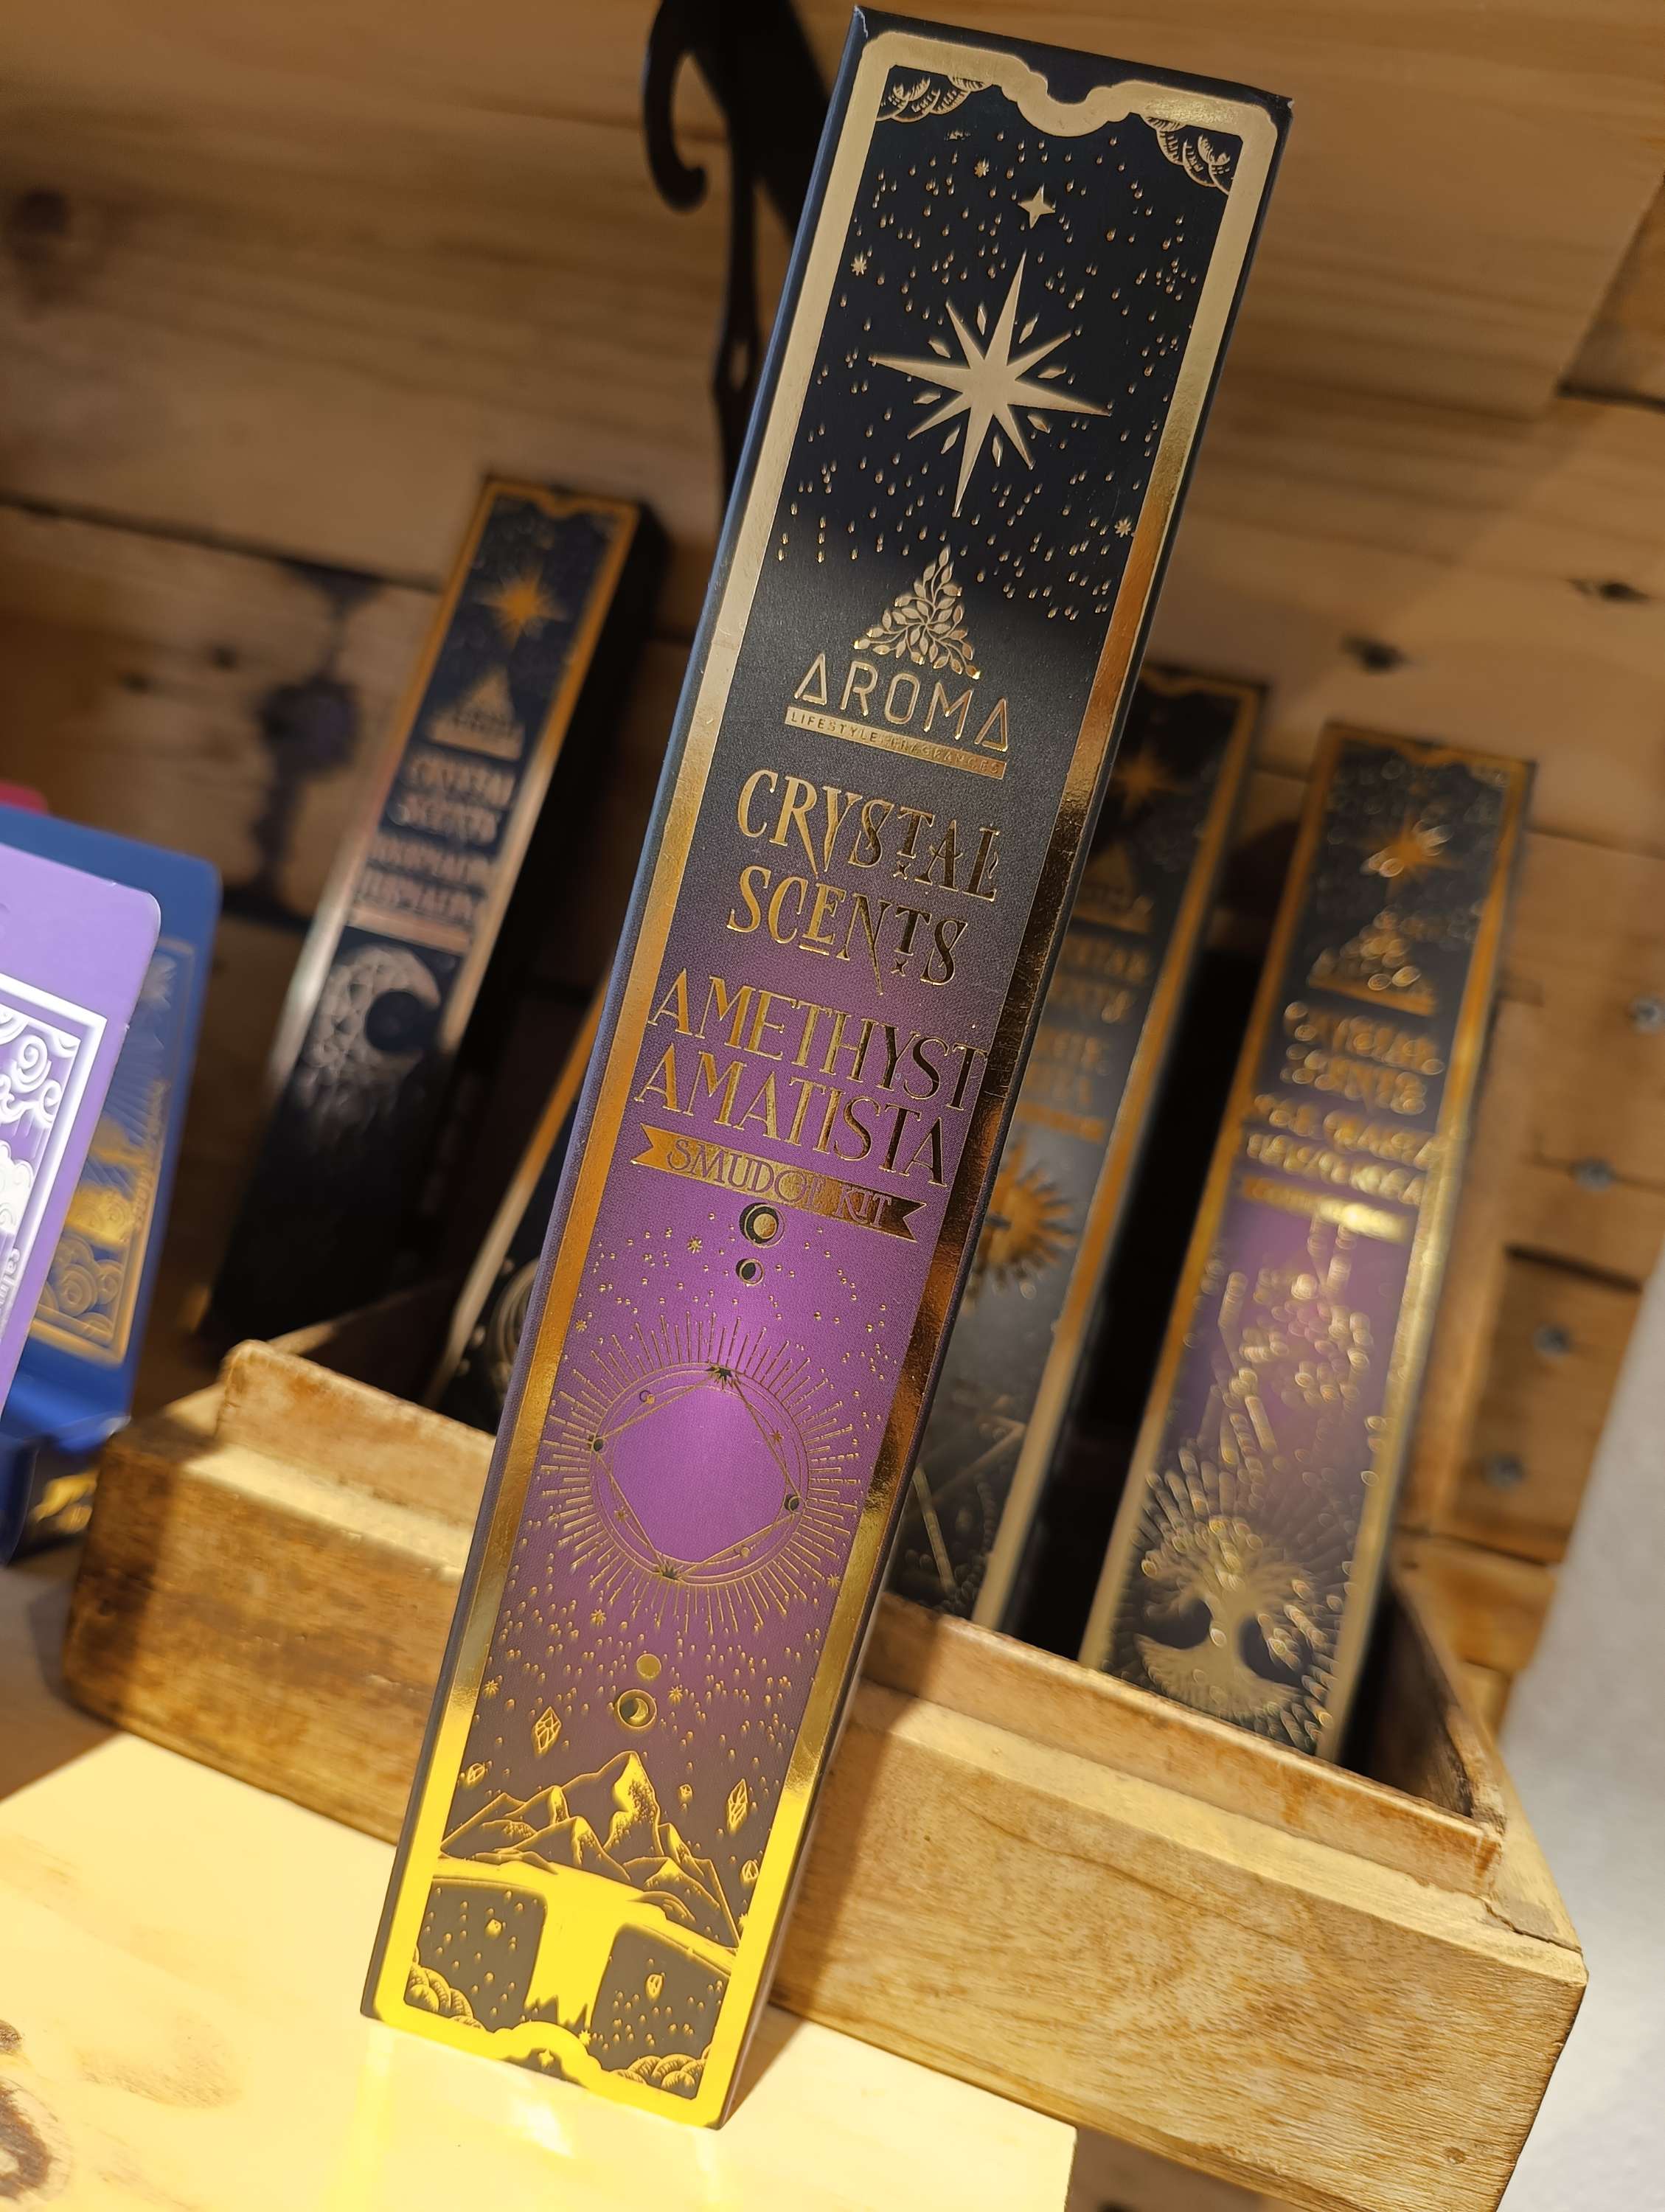 AROMA
LIFESTYLE FRAGRANCES
CRYSTAL
SCENTS
AMETHYST
AMATISTA
SMUDGE KIT
CRYSTAL
SCENTS